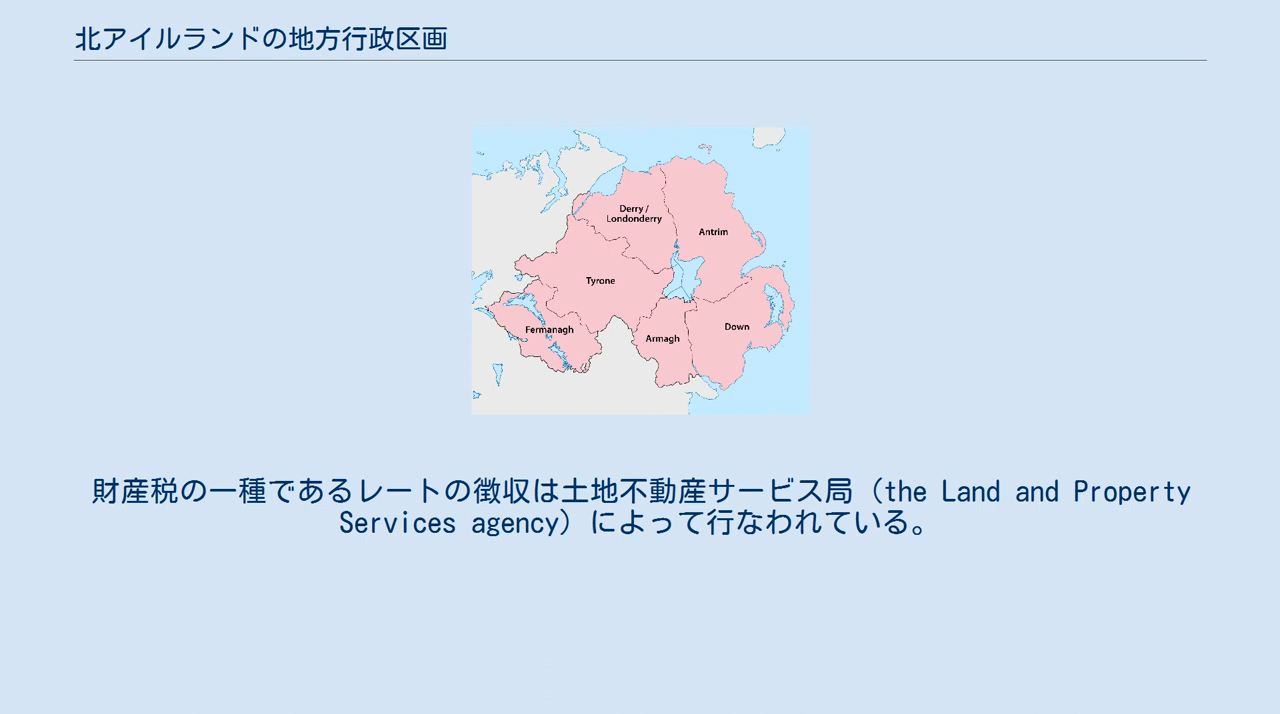 北アイルランドの地方行政区画
Derry /
Londonderry
Antrim
Tyrone
Fermanagh
Armagh
Down
財産税の一種であるレートの徴収は土地不動産サービス局（the Land and Property
Services agency）によって行なわれている。